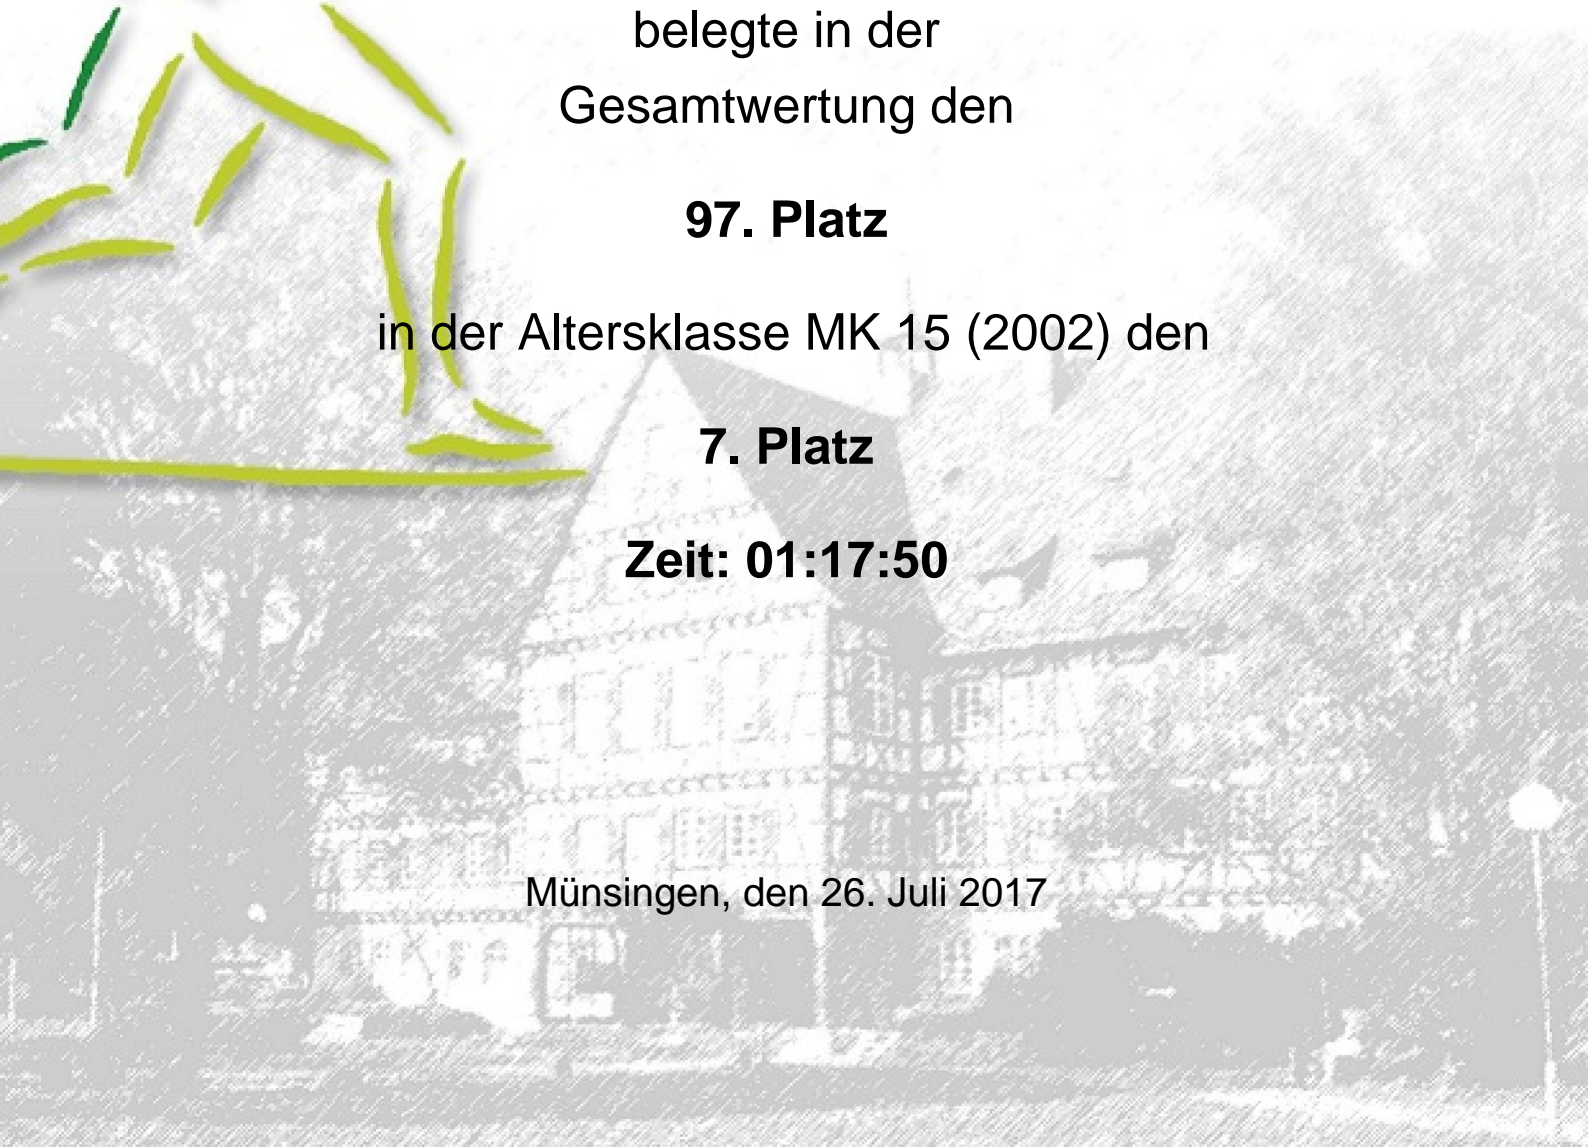 belegte in der
Gesamtwertung den
97. Platz
in der Altersklasse MK 15 (2002) den
7. Platz
Zeit: 01:17:50
Münsingen, den 26. Juli 2017